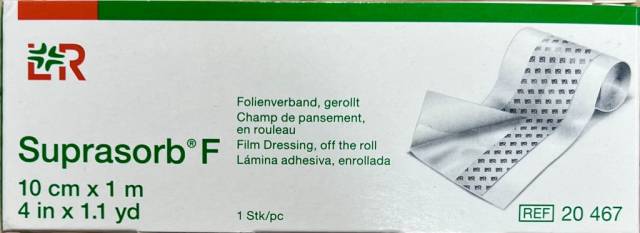 L&R
Suprasorb® F
10 cm x 1 m
4 in x 1.1 yd
Folienverband, gerollt
Champ de pansement,
en rouleau
Film Dressing, off the roll
Lámina adhesiva, enrollada
1 Stk/pc
REF 20 467